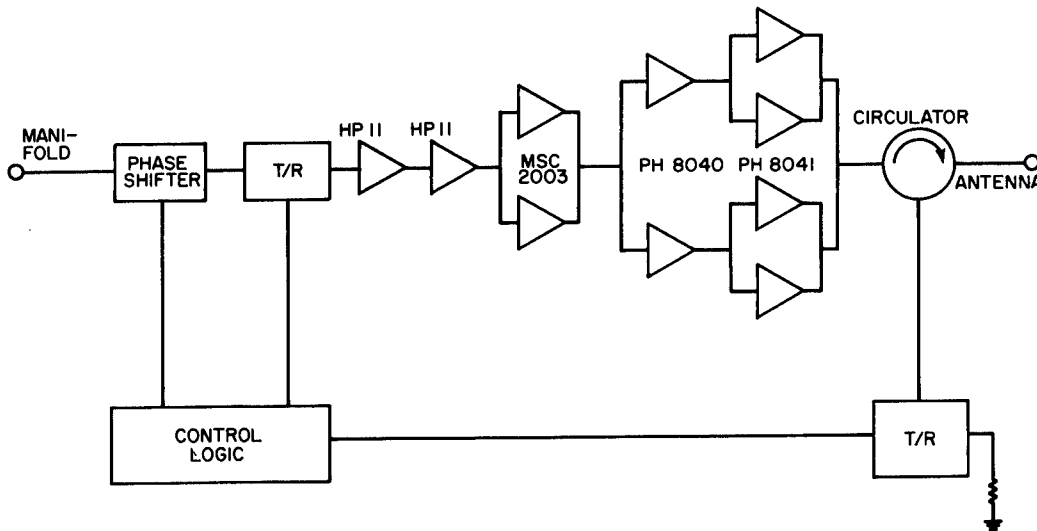 MANI-
FOLD
PHASE
SHIFTER
T/R
HP 11
HP 11
MSC
2003
PH 8040
PH 8041
CIRCULATOR
ANTENNA
CONTROL
LOGIC
T/R